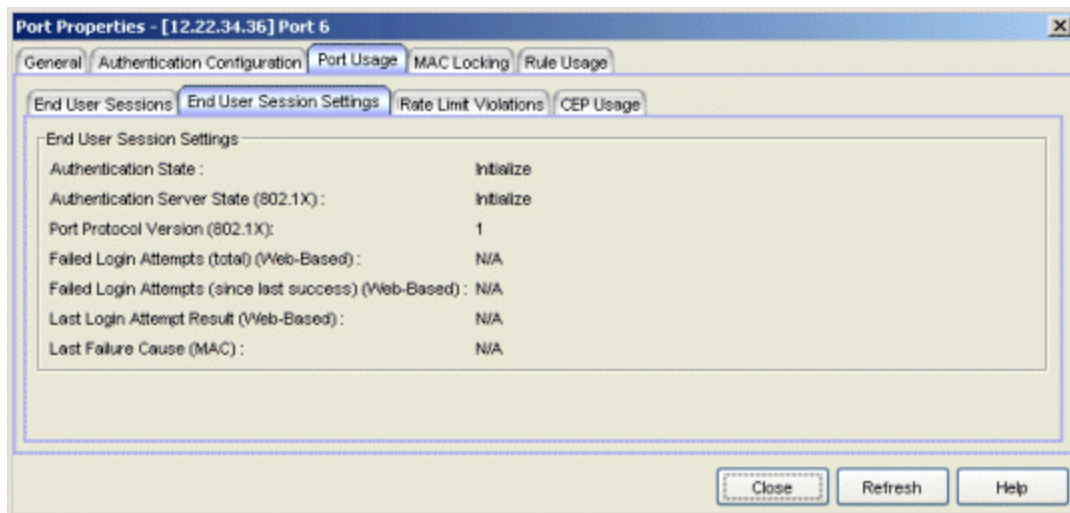 Port Properties - [12.22.34.36] Port 6
General Authentication Configuration Port Usage MAC Locking Rule Usage
End User Sessions End User Session Settings Rate Limit Violations CEP Usage
End User Session Settings
Authentication State : Initialize
Authentication Server State (802.1X) : Initialize
Port Protocol Version (802.1X): 1
Failed Login Attempts (total) (Web-Based) : N/A
Failed Login Attempts (since last success) (Web-Based) : N/A
Last Login Attempt Result (Web-Based) : N/A
Last Failure Cause (MAC) : N/A
Close Refresh Help